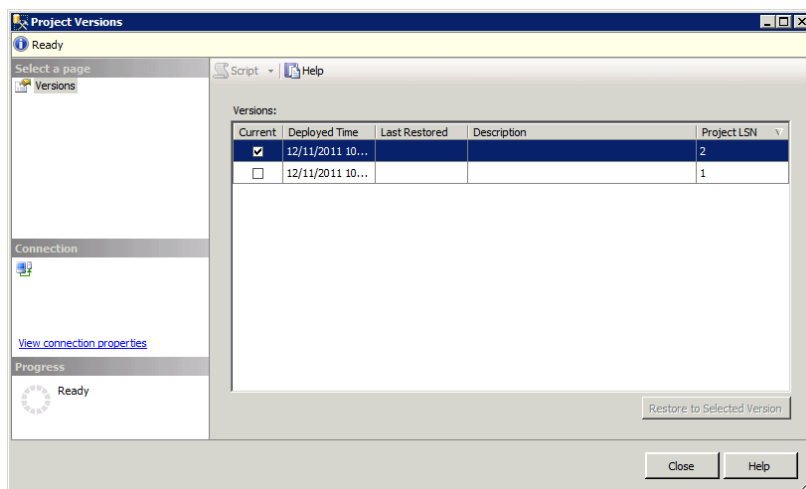 Project Versions
Ready
Select a page
Versions
Script
Help
Versions:
Current Deployed Time Last Restored Description Project LSN
12/11/2011 10... 2
12/11/2011 10... 1
Connection
View connection properties
Progress
Ready
Restore to Selected Version
Close Help